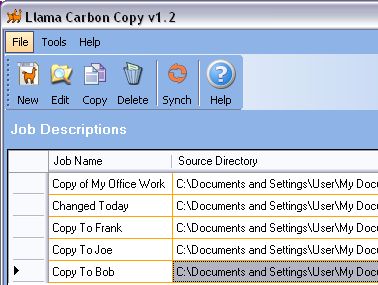 Llama Carbon Copy v1.2
File Tools Help
New Edit Copy Delete Synch Help
Job Descriptions
Job Name Source Directory
Copy of My Office Work C:\Documents and Settings\User\My Docu
Changed Today C:\Documents and Settings\User\My Docu
Copy To Frank C:\Documents and Settings\User\My Docu
Copy To Joe C:\Documents and Settings\User\My Docu
Copy To Bob C:\Documents and Settings\User\My Docu